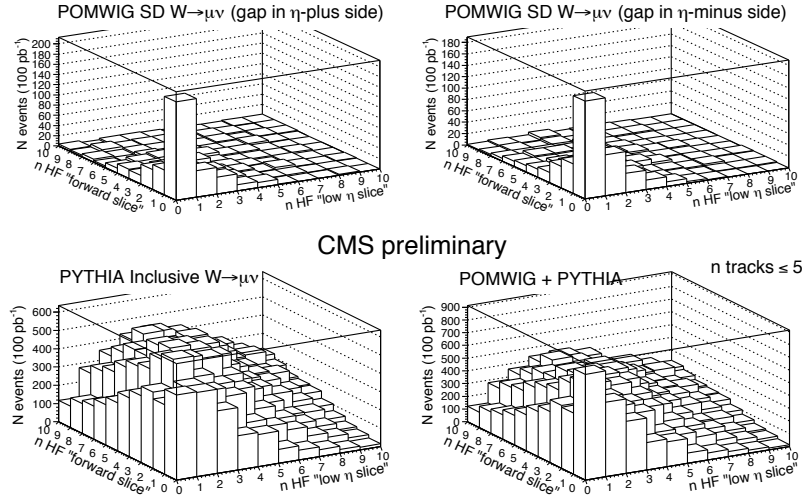 POMWIG SD W→μν (gap in η-plus side)
N events (100 pb⁻¹)
200
180
160
140
120
100
80
60
40
20
0
10 9 8 7 6 5 4 3 2 1 0
n HF "forward slice"
0 1 2 3 4 5 6 7 8 9 10
n HF "low η slice"
POMWIG SD W→μν (gap in η-minus side)
N events (100 pb⁻¹)
180
160
140
120
100
80
60
40
20
0
10 9 8 7 6 5 4 3 2 1 0
n HF "forward slice"
0 1 2 3 4 5 6 7 8 9 10
n HF "low η slice"
CMS preliminary
PYTHIA Inclusive W→μν
N events (100 pb⁻¹)
600
500
400
300
200
100
0
10 9 8 7 6 5 4 3 2 1 0
n HF "forward slice"
0 1 2 3 4 5 6 7 8 9 10
n HF "low η slice"
POMWIG + PYTHIA
n tracks ≤ 5
N events (100 pb⁻¹)
900
800
700
600
500
400
300
200
100
0
10 9 8 7 6 5 4 3 2 1 0
n HF "forward slice"
0 1 2 3 4 5 6 7 8 9 10
n HF "low η slice"